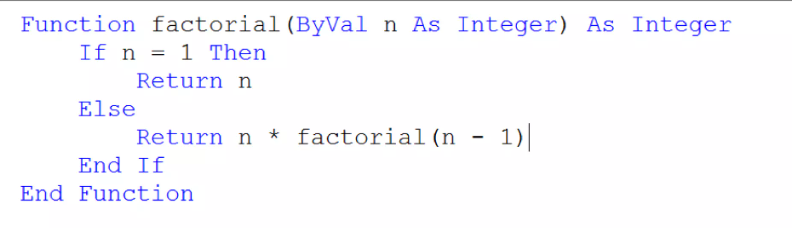 Function factorial(ByVal n As Integer) As Integer
    If n = 1 Then
        Return n
    Else
        Return n * factorial(n - 1)
    End If
End Function